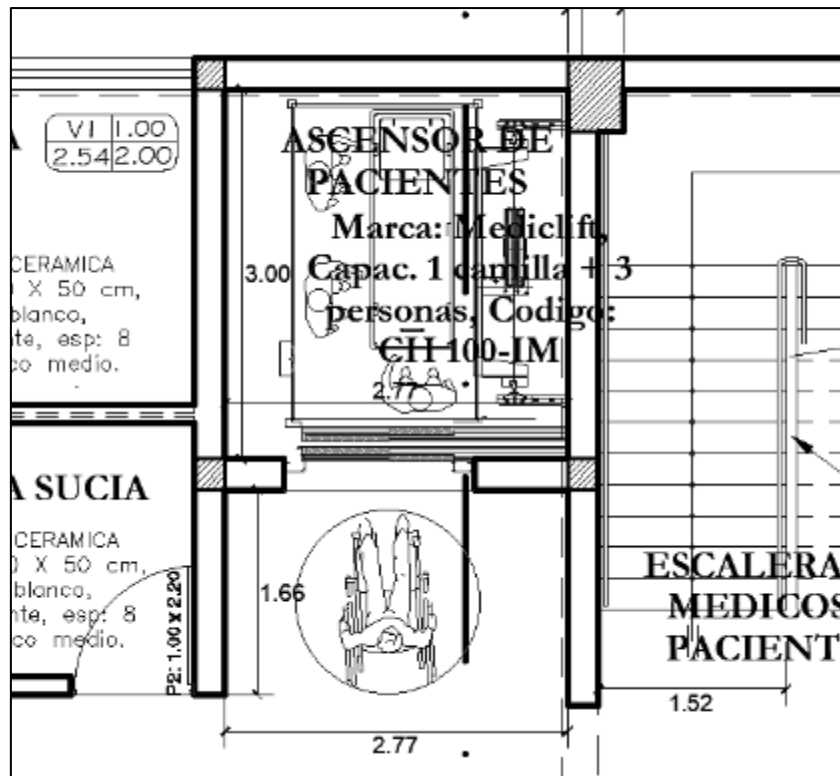 A
V1 1.00
2.54 2.00
CERAMICA
X 50 cm,
blanco,
te, esp: 8
co medio.
ASCENSOR DE
PACIENTES
Marca: Mediclift,
Capac. 1 camilla + 3
personas, Codigo:
CH 100-IM
3.00
2.77
A SUCIA
CERAMICA
X 50 cm,
blanco,
nte, esp: 8
co medio.
P2: 1.00 x 2.20
1.66
2.77
ESCALERA
MEDICOS
PACIENT
1.52